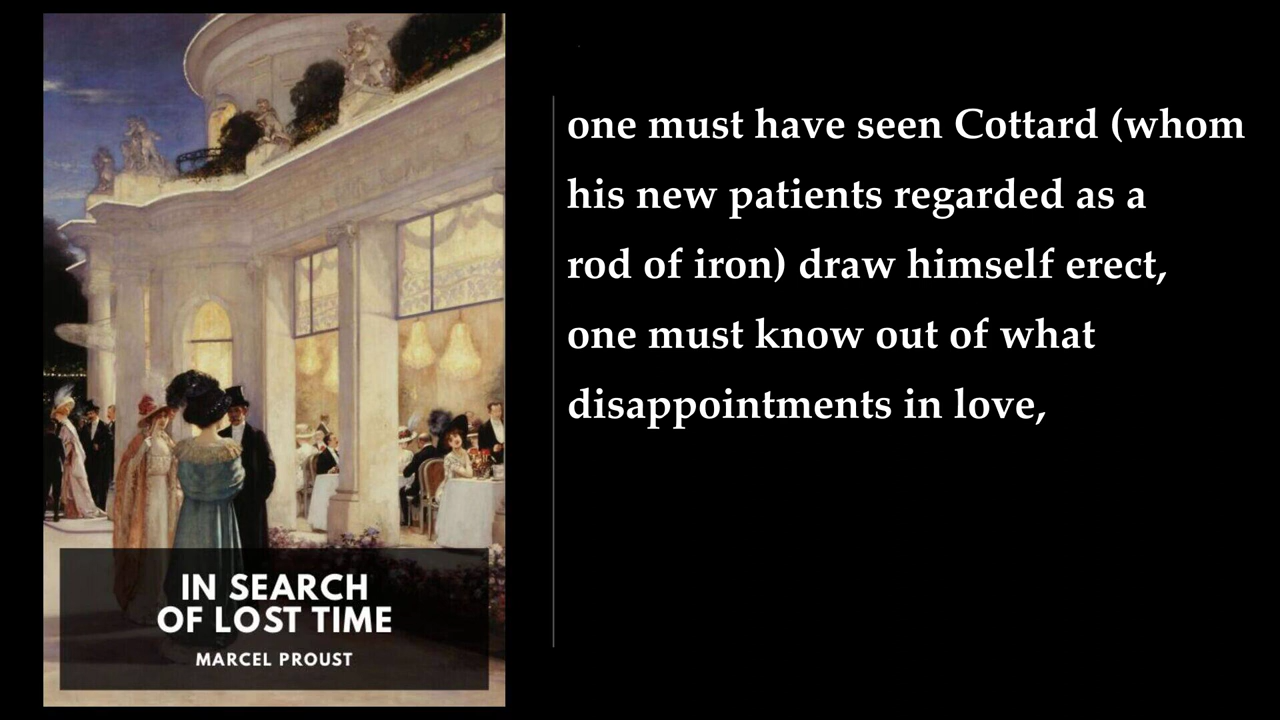 one must have seen Cottard (whom
his new patients regarded as a
rod of iron) draw himself erect,
one must know out of what
disappointments in love,
IN SEARCH
OF LOST TIME
MARCEL PROUST